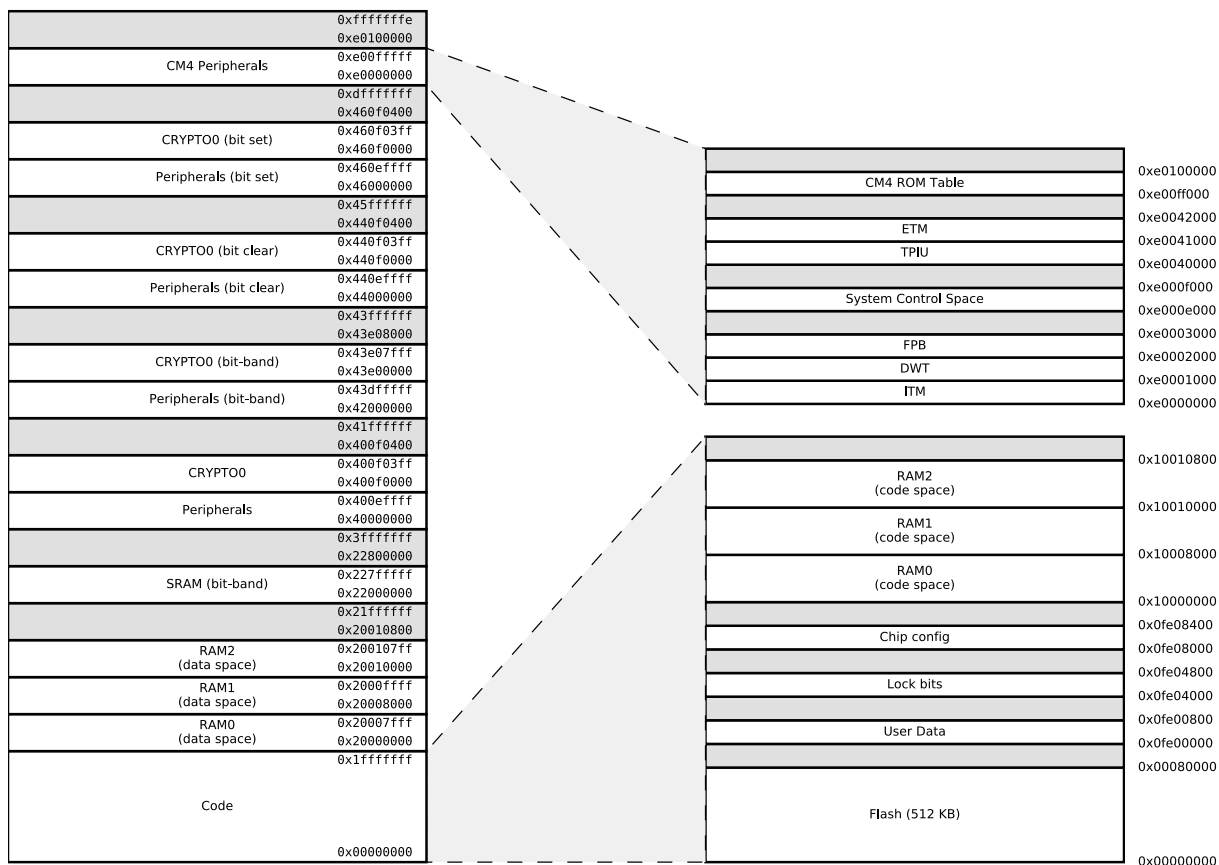 0xfffffffe
0xe0100000
CM4 Peripherals
0xe00fffff
0xe0000000
0xdfffffff
0x460f0400
CRYPTO0 (bit set)
0x460f03ff
0x460f0000
Peripherals (bit set)
0x460effff
0x46000000
0x45ffffff
0x440f0400
CRYPTO0 (bit clear)
0x440f03ff
0x440f0000
Peripherals (bit clear)
0x440effff
0x44000000
0x43ffffff
0x43e08000
CRYPTO0 (bit-band)
0x43e07fff
0x43e00000
Peripherals (bit-band)
0x43dfffff
0x42000000
0x41ffffff
0x400f0400
CRYPTO0
0x400f03ff
0x400f0000
Peripherals
0x400effff
0x40000000
0x3fffffff
0x22800000
SRAM (bit-band)
0x227fffff
0x22000000
0x21ffffff
0x20010800
RAM2
(data space)
0x200107ff
0x20010000
RAM1
(data space)
0x2000ffff
0x20008000
RAM0
(data space)
0x20007fff
0x20000000
0x1fffffff
Code
0x00000000
0xe0100000
CM4 ROM Table
0xe00ff000
0xe0042000
ETM
0xe0041000
TPIU
0xe0040000
0xe000f000
System Control Space
0xe000e000
0xe0003000
FPB
0xe0002000
DWT
0xe0001000
ITM
0xe0000000
0x10010800
RAM2
(code space)
0x10010000
RAM1
(code space)
0x10008000
RAM0
(code space)
0x10000000
0x0fe08400
Chip config
0x0fe08000
0x0fe04800
Lock bits
0x0fe04000
0x0fe00800
User Data
0x0fe00000
0x00080000
Flash (512 KB)
0x00000000